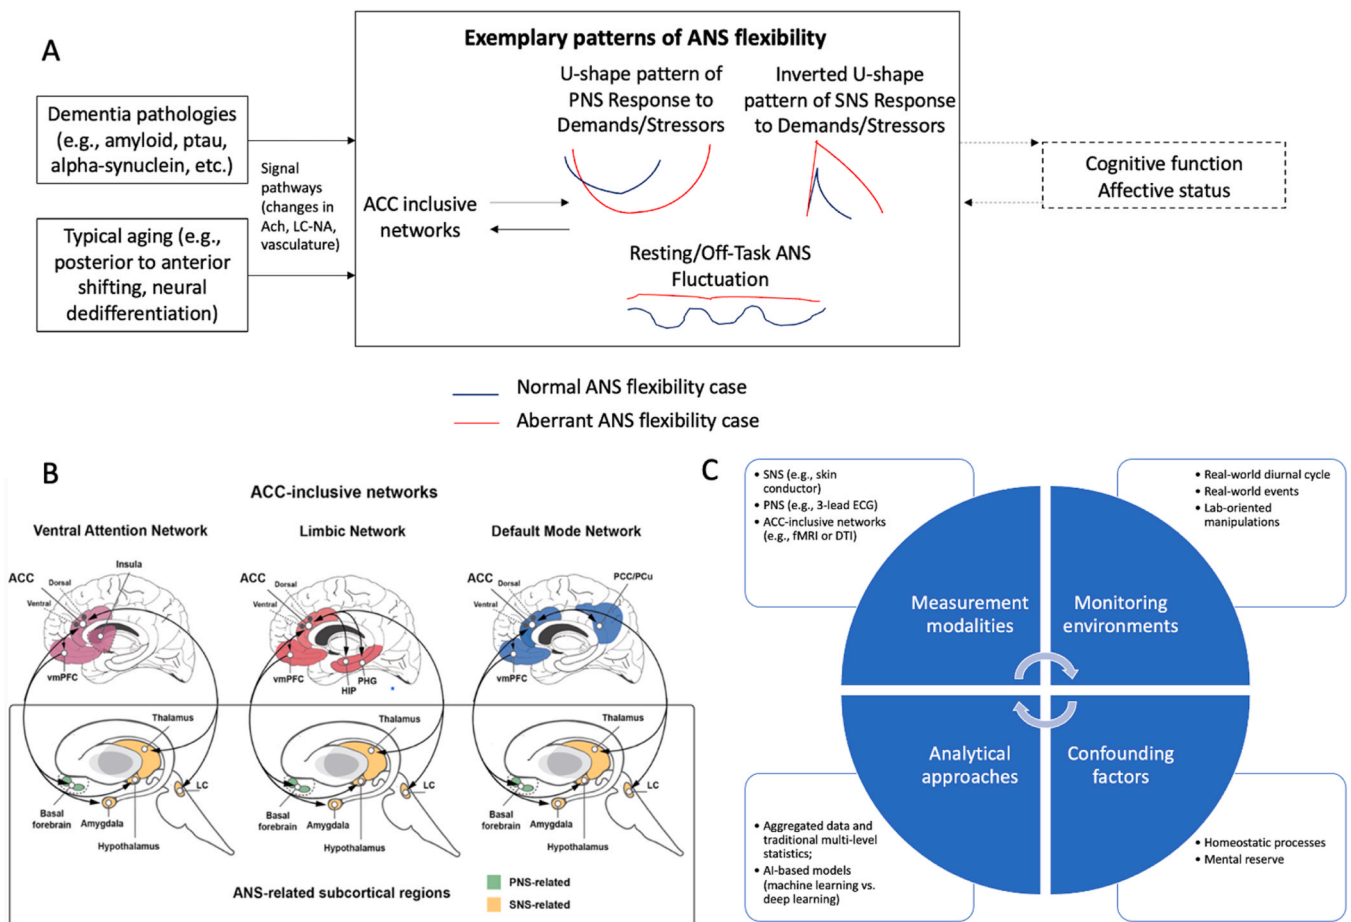 A
Exemplary patterns of ANS flexibility
U-shape pattern of
PNS Response to
Demands/Stressors
Inverted U-shape
pattern of SNS Response
to Demands/Stressors
Dementia pathologies
(e.g., amyloid, ptau,
alpha-synuclein, etc.)
Signal
pathways
(changes in
Ach, LC-NA,
vasculature)
Typical aging (e.g.,
posterior to anterior
shifting, neural
dedifferentiation)
ACC inclusive
networks
Resting/Off-Task ANS
Fluctuation
Cognitive function
Affective status
Normal ANS flexibility case
Aberrant ANS flexibility case
B
ACC-inclusive networks
Ventral Attention Network
ACC
Dorsal
Ventral
Insula
vmPFC
Limbic Network
ACC
Dorsal
Ventral
vmPFC
HIP
PHG
Default Mode Network
ACC
Dorsal
Ventral
PCC/PCu
vmPFC
Thalamus
LC
Basal
forebrain
Amygdala
Hypothalamus
Thalamus
LC
Basal
forebrain
Amygdala
Hypothalamus
Thalamus
LC
Basal
forebrain
Amygdala
Hypothalamus
ANS-related subcortical regions
PNS-related
SNS-related
C
• SNS (e.g., skin
conductor)
• PNS (e.g., 3-lead ECG)
• ACC-inclusive networks
(e.g., fMRI or DTI)
• Real-world diurnal cycle
• Real-world events
• Lab-oriented
manipulations
Measurement
modalities
Monitoring
environments
Analytical
approaches
Confounding
factors
• Aggregated data and
traditional multi-level
statistics;
• AI-based models
(machine learning vs.
deep learning)
• Homeostatic processes
• Mental reserve